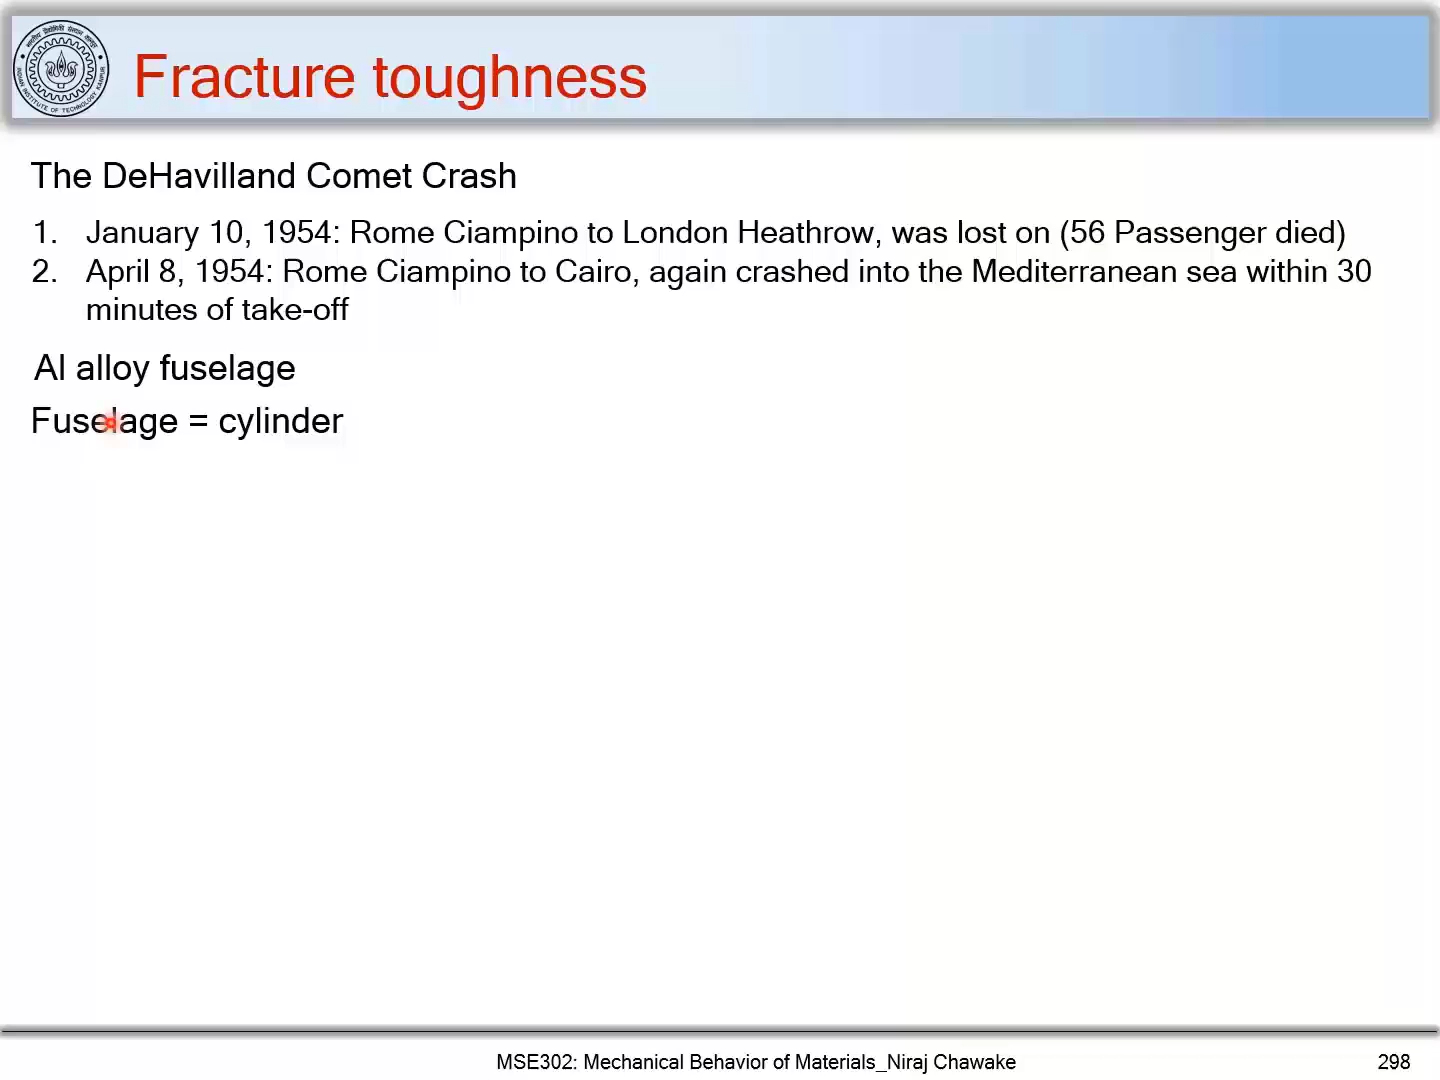 Fracture toughness
The DeHavilland Comet Crash
1. January 10, 1954: Rome Ciampino to London Heathrow, was lost on (56 Passenger died)
2. April 8, 1954: Rome Ciampino to Cairo, again crashed into the Mediterranean sea within 30
minutes of take-off
Al alloy fuselage
Fuselage = cylinder
MSE302: Mechanical Behavior of Materials_Niraj Chawake
298